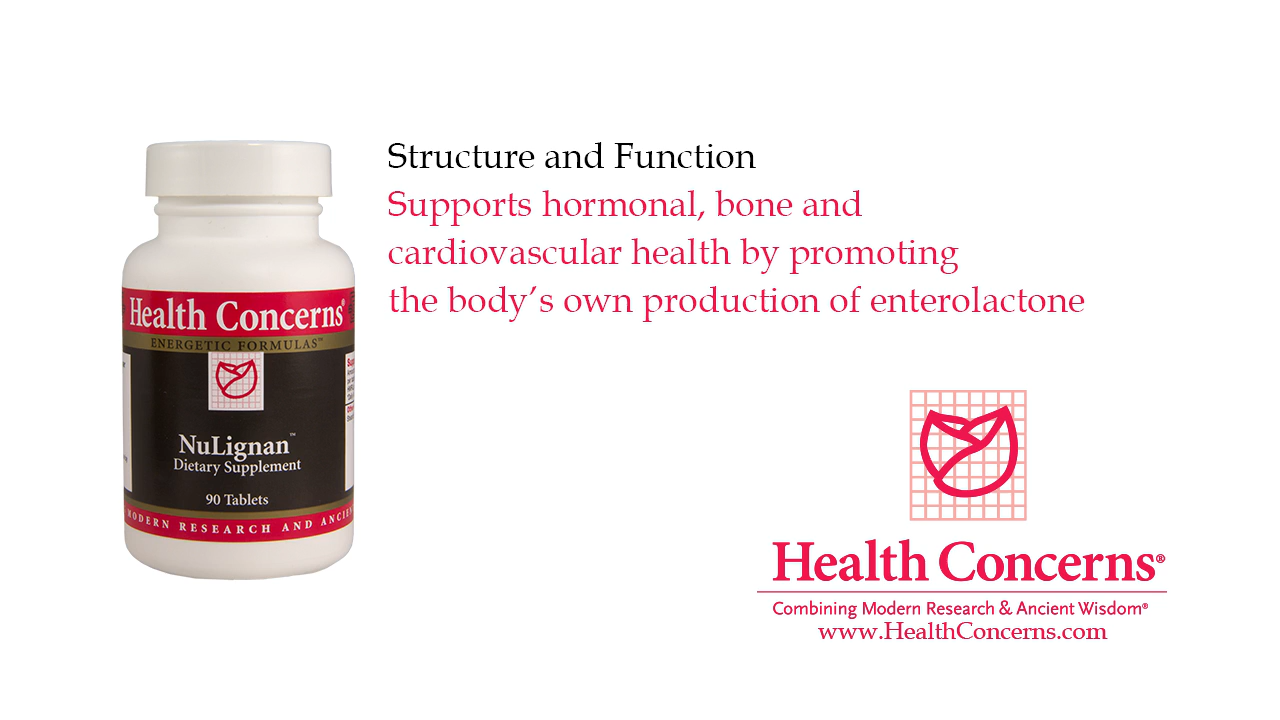 Structure and Function
Supports hormonal, bone and
cardiovascular health by promoting
the body's own production of enterolactone
Health Concerns®
ENERGETIC FORMULAS℠
NuLignan™
Dietary Supplement
90 Tablets
MODERN RESEARCH AND
Health Concerns®
Combining Modern Research & Ancient Wisdom®
www.HealthConcerns.com